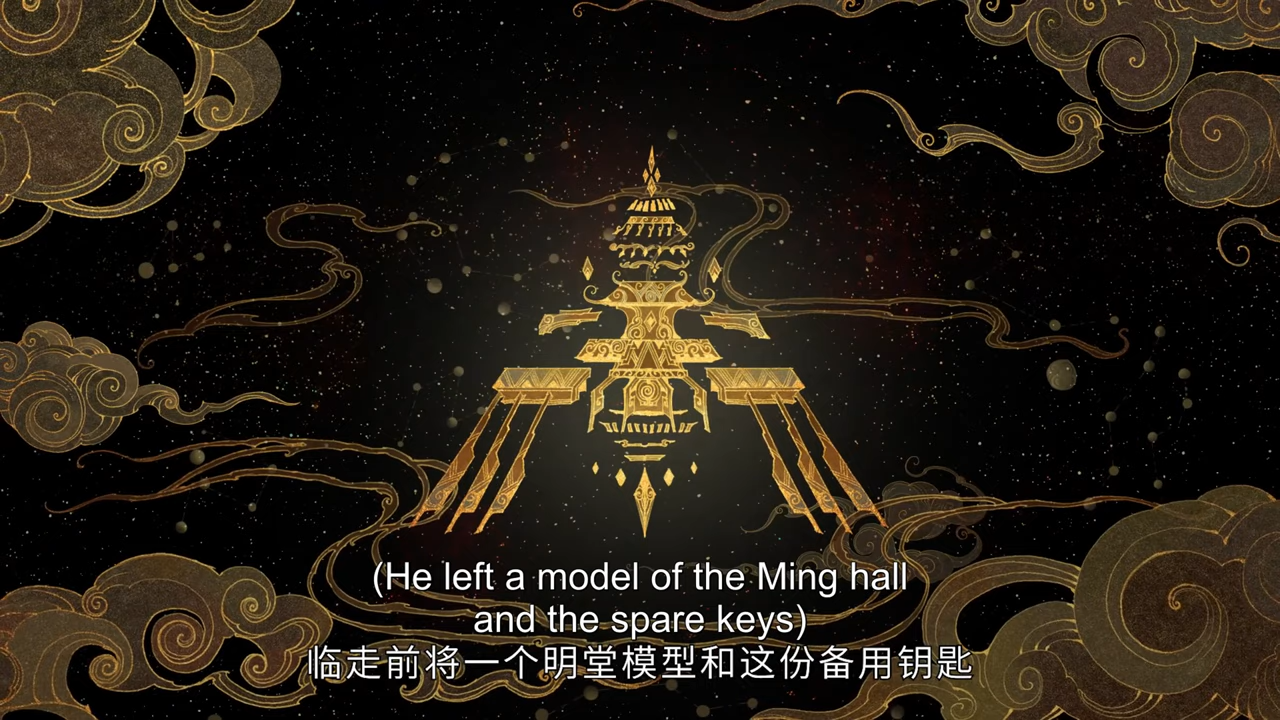 (He left a model of the Ming hall
and the spare keys)
临走前将一个明堂模型和这份备用钥匙